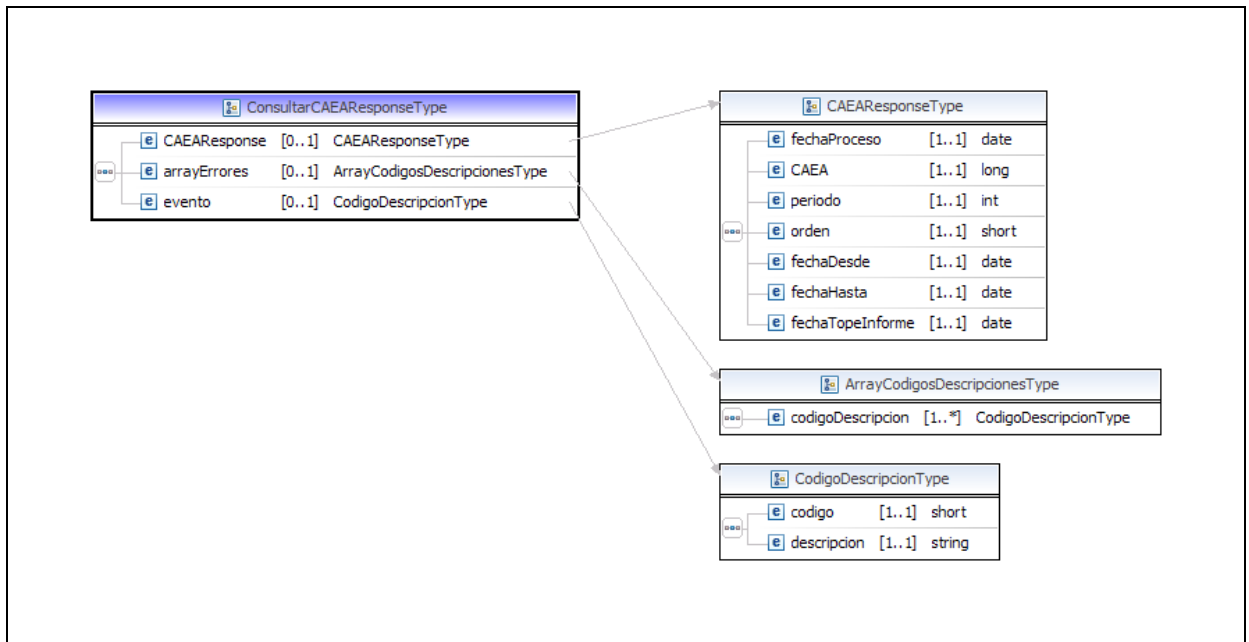 ConsultarCAEAResponseType
e CAEAResponse [0..1] CAEAResponseType
e arrayErrores [0..1] ArrayCodigosDescripcionesType
e evento [0..1] CodigoDescripcionType
CAEAResponseType
e fechaProceso [1..1] date
e CAEA [1..1] long
e periodo [1..1] int
e orden [1..1] short
e fechaDesde [1..1] date
e fechaHasta [1..1] date
e fechaTopeInforme [1..1] date
ArrayCodigosDescripcionesType
e codigoDescripcion [1..*] CodigoDescripcionType
CodigoDescripcionType
e codigo [1..1] short
e descripcion [1..1] string